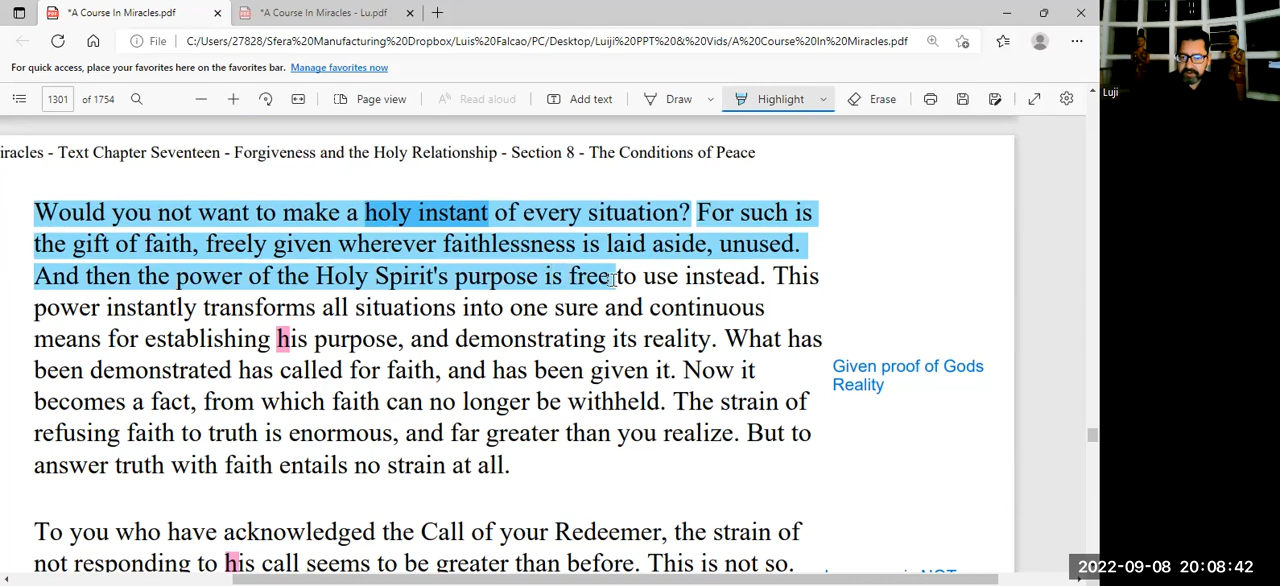 *A Course In Miracles.pdf
*A Course In Miracles - Lu.pdf
File
C:/Users/27828/Sfera%20Manufacturing%20Dropbox/Luis%20Falcao/PC/Desktop/Luiji%20PPT%20&%20Vids/A%20Course%20In%20Miracles.pdf
For quick access, place your favorites here on the favorites bar. Manage favorites now
1301 of 1754
Page view
Read aloud
Add text
Draw
Highlight
Erase
Luji
iracles - Text Chapter Seventeen - Forgiveness and the Holy Relationship - Section 8 - The Conditions of Peace
Would you not want to make a holy instant of every situation? For such is
the gift of faith, freely given wherever faithlessness is laid aside, unused.
And then the power of the Holy Spirit's purpose is free to use instead. This
power instantly transforms all situations into one sure and continuous
means for establishing his purpose, and demonstrating its reality. What has
been demonstrated has called for faith, and has been given it. Now it
becomes a fact, from which faith can no longer be withheld. The strain of
refusing faith to truth is enormous, and far greater than you realize. But to
answer truth with faith entails no strain at all.
Given proof of Gods
Reality
To you who have acknowledged the Call of your Redeemer, the strain of
not responding to his call seems to be greater than before. This is not so.
2022-09-08 20:08:42